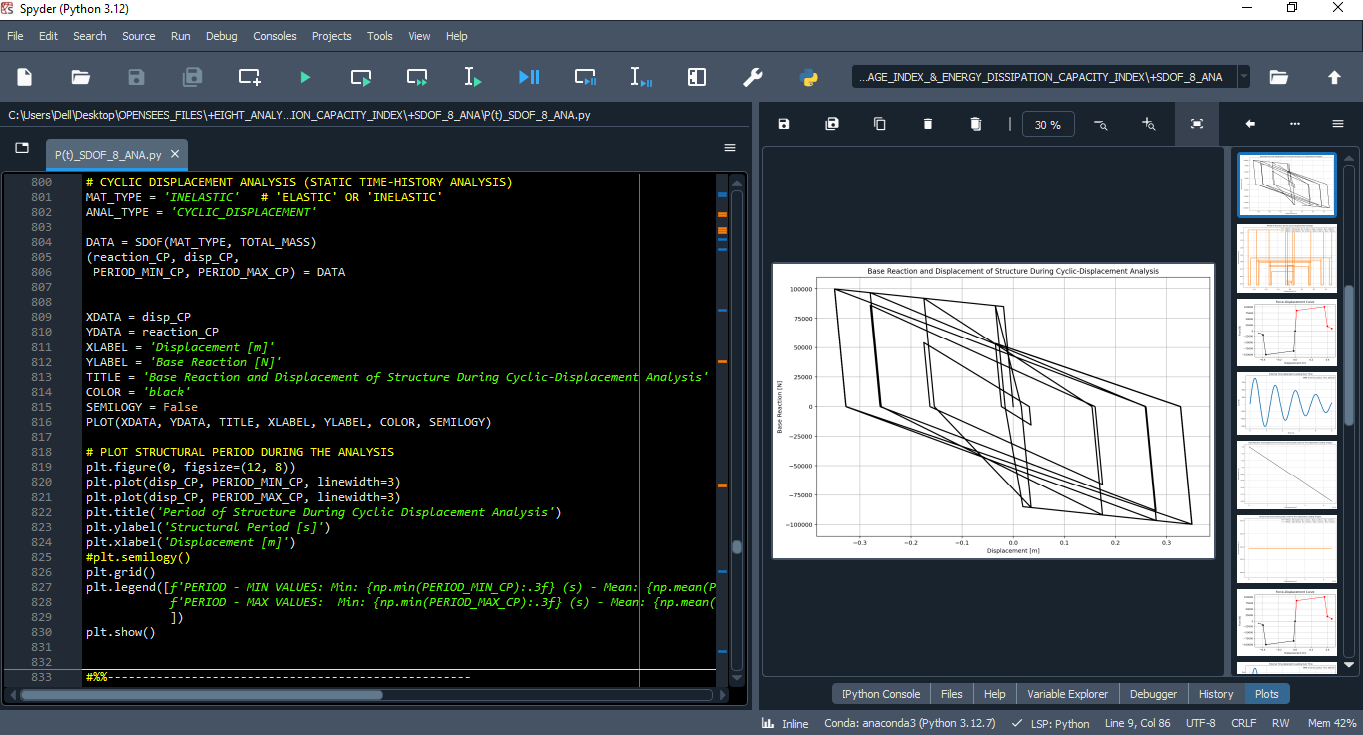 Spyder (Python 3.12)
File Edit Search Source Run Debug Consoles Projects Tools View Help
...AGE_INDEX_&_ENERGY_DISSIPATION_CAPACITY_INDEX\+SDOF_8_ANA
C:\Users\Dell\Desktop\OPENSEES_FILES\+EIGHT_ANALY...ION_CAPACITY_INDEX\+SDOF_8_ANA\P(t)_SDOF_8_ANA.py
P(t)_SDOF_8_ANA.py
800 # CYCLIC DISPLACEMENT ANALYSIS (STATIC TIME-HISTORY ANALYSIS)
801 MAT_TYPE = 'INELASTIC'   # 'ELASTIC' OR 'INELASTIC'
802 ANAL_TYPE = 'CYCLIC_DISPLACEMENT'
803
804 DATA = SDOF(MAT_TYPE, TOTAL_MASS)
805 (reaction_CP, disp_CP,
806  PERIOD_MIN_CP, PERIOD_MAX_CP) = DATA
807
808
809 XDATA = disp_CP
810 YDATA = reaction_CP
811 XLABEL = 'Displacement [m]'
812 YLABEL = 'Base Reaction [N]'
813 TITLE = 'Base Reaction and Displacement of Structure During Cyclic-Displacement Analysis'
814 COLOR = 'black'
815 SEMILOGY = False
816 PLOT(XDATA, YDATA, TITLE, XLABEL, YLABEL, COLOR, SEMILOGY)
817
818 # PLOT STRUCTURAL PERIOD DURING THE ANALYSIS
819 plt.figure(0, figsize=(12, 8))
820 plt.plot(disp_CP, PERIOD_MIN_CP, linewidth=3)
821 plt.plot(disp_CP, PERIOD_MAX_CP, linewidth=3)
822 plt.title('Period of Structure During Cyclic Displacement Analysis')
823 plt.ylabel('Structural Period [s]')
824 plt.xlabel('Displacement [m]')
825 #plt.semilogy()
826 plt.grid()
827 plt.legend([f'PERIOD - MIN VALUES: Min: {np.min(PERIOD_MIN_CP):.3f} (s) - Mean: {np.mean(P
828             f'PERIOD - MAX VALUES:  Min: {np.min(PERIOD_MAX_CP):.3f} (s) - Mean: {np.mean(
829             ])
830 plt.show()
831
832
833 #%%------------------------------------------------
30 %
Base Reaction and Displacement of Structure During Cyclic-Displacement Analysis
Base Reaction [N]
100000
75000
50000
25000
0
−25000
−50000
−75000
−100000
−0.3 −0.2 −0.1 0.0 0.1 0.2 0.3
Displacement [m]
IPython Console Files Help Variable Explorer Debugger History Plots
Inline Conda: anaconda3 (Python 3.12.7) LSP: Python Line 9, Col 86 UTF-8 CRLF RW Mem 42%